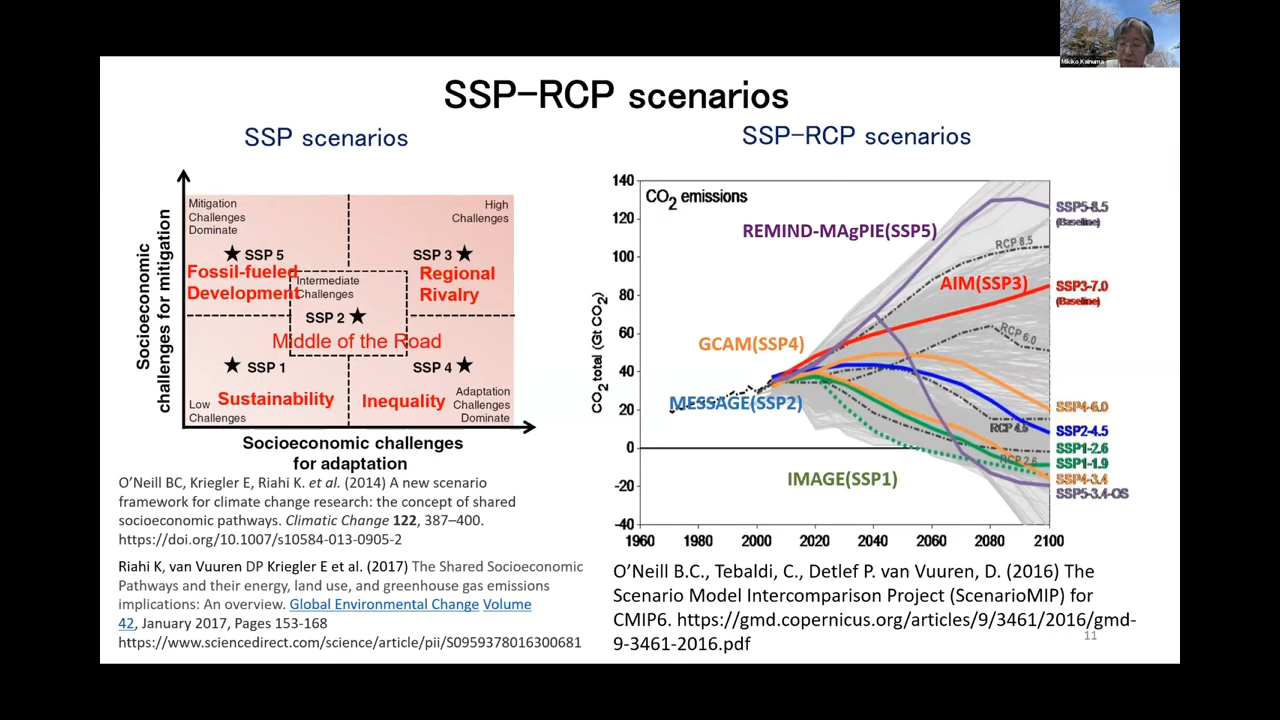 Mikiko Kainuma
SSP-RCP scenarios
SSP scenarios
SSP-RCP scenarios
Socioeconomic
challenges for mitigation
Mitigation
Challenges
Dominate
High
Challenges
SSP 5
SSP 3
Fossil-fueled
Development
Regional
Rivalry
Intermediate
Challenges
SSP 2
Middle of the Road
SSP 1
SSP 4
Sustainability
Inequality
Low
Challenges
Adaptation
Challenges
Dominate
Socioeconomic challenges
for adaptation
O'Neill BC, Kriegler E, Riahi K. et al. (2014) A new scenario
framework for climate change research: the concept of shared
socioeconomic pathways. Climatic Change 122, 387–400.
https://doi.org/10.1007/s10584-013-0905-2
Riahi K, van Vuuren DP Kriegler E et al. (2017) The Shared Socioeconomic
Pathways and their energy, land use, and greenhouse gas emissions
implications: An overview. Global Environmental Change Volume
42, January 2017, Pages 153-168
https://www.sciencedirect.com/science/article/pii/S0959378016300681
CO2 total (Gt CO2)
140
120
100
80
60
40
20
0
-20
-40
1960
1980
2000
2020
2040
2060
2080
2100
CO2 emissions
REMIND-MAgPIE(SSP5)
AIM(SSP3)
GCAM(SSP4)
MESSAGE(SSP2)
IMAGE(SSP1)
RCP 8.5
RCP 6.0
RCP 4.5
RCP 2.6
SSP5-8.5
(Baseline)
SSP3-7.0
(Baseline)
SSP4-6.0
SSP2-4.5
SSP1-2.6
SSP1-1.9
SSP4-3.4
SSP5-3.4-OS
O'Neill B.C., Tebaldi, C., Detlef P. van Vuuren, D. (2016) The
Scenario Model Intercomparison Project (ScenarioMIP) for
CMIP6. https://gmd.copernicus.org/articles/9/3461/2016/gmd-
9-3461-2016.pdf
11